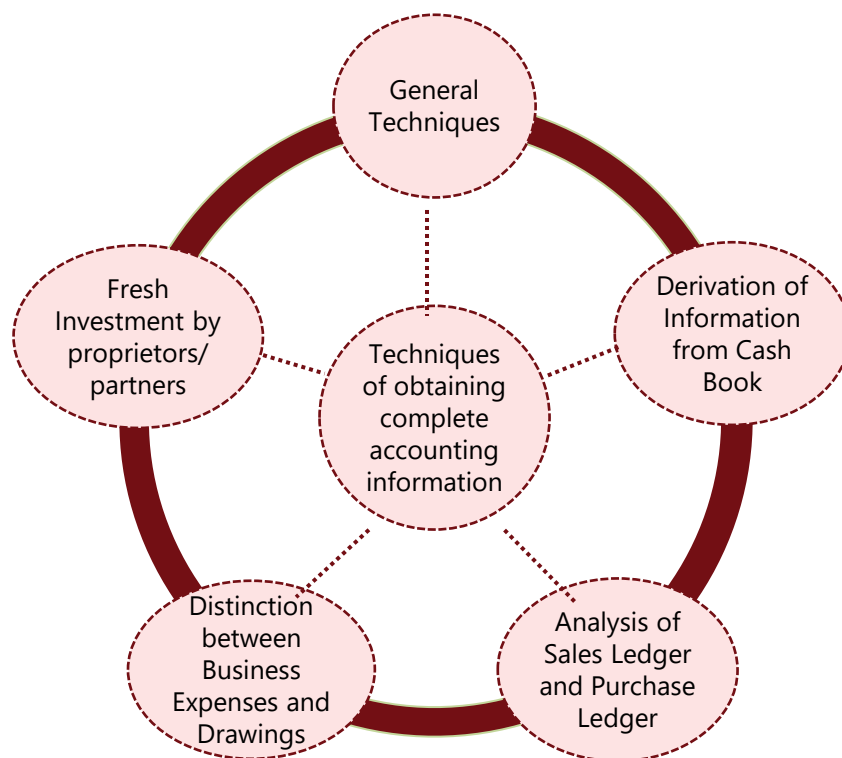 General
Techniques
Derivation of
Information
from Cash
Book
Analysis of
Sales Ledger
and Purchase
Ledger
Distinction
between
Business
Expenses and
Drawings
Fresh
Investment by
proprietors/
partners
Techniques
of obtaining
complete
accounting
information